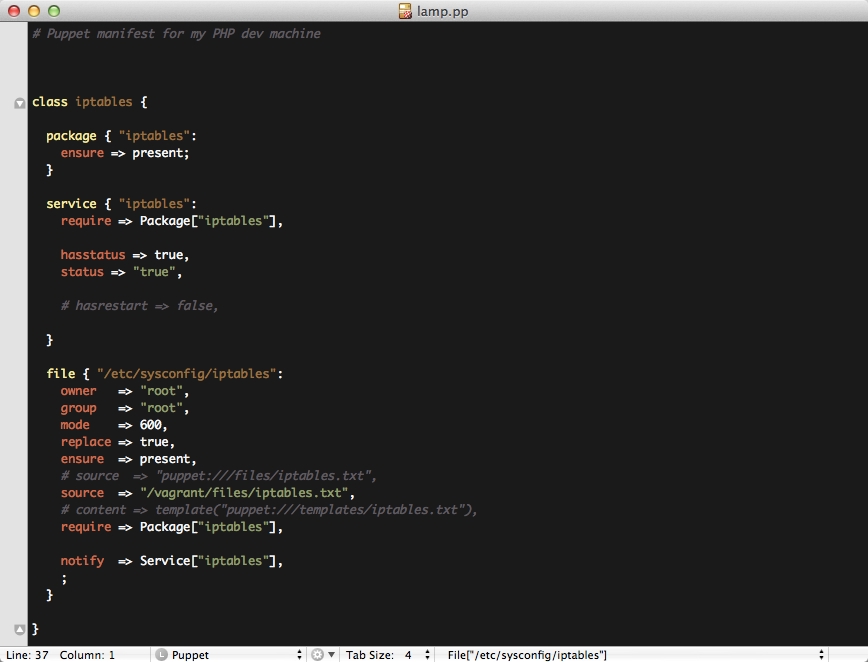 lamp.pp
# Puppet manifest for my PHP dev machine
class iptables {
package { "iptables":
ensure => present;
}
service { "iptables":
require => Package["iptables"],
hasstatus => true,
status => "true",
# hasrestart => false,
}
file { "/etc/sysconfig/iptables":
owner => "root",
group => "root",
mode => 600,
replace => true,
ensure => present,
# source => "puppet:///files/iptables.txt",
source => "/vagrant/files/iptables.txt",
# content => template("puppet:///templates/iptables.txt"),
require => Package["iptables"],
notify => Service["iptables"],
;
}
}
Line: 37 Column: 1 L Puppet Tab Size: 4 File["/etc/sysconfig/iptables"]